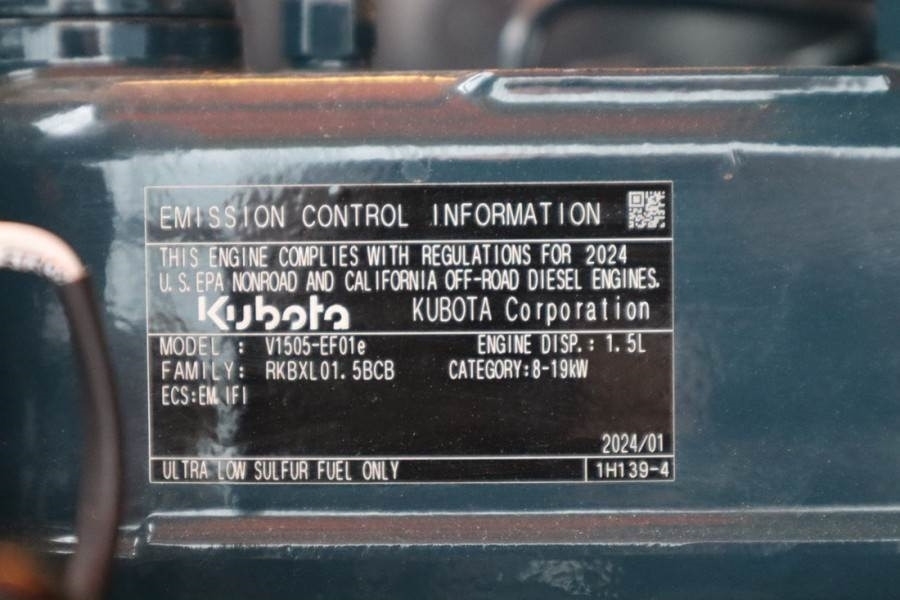 EMISSION CONTROL INFORMATION
THIS ENGINE COMPLIES WITH REGULATIONS FOR 2024
U.S. EPA NONROAD AND CALIFORNIA OFF-ROAD DIESEL ENGINES.
Kubota KUBOTA Corporation
MODEL : V1505-EF01e ENGINE DISP.: 1.5L
FAMILY: RKBXL01.5BCB CATEGORY:8-19kW
ECS:EM,IFI
2024/01
ULTRA LOW SULFUR FUEL ONLY 1H139-4